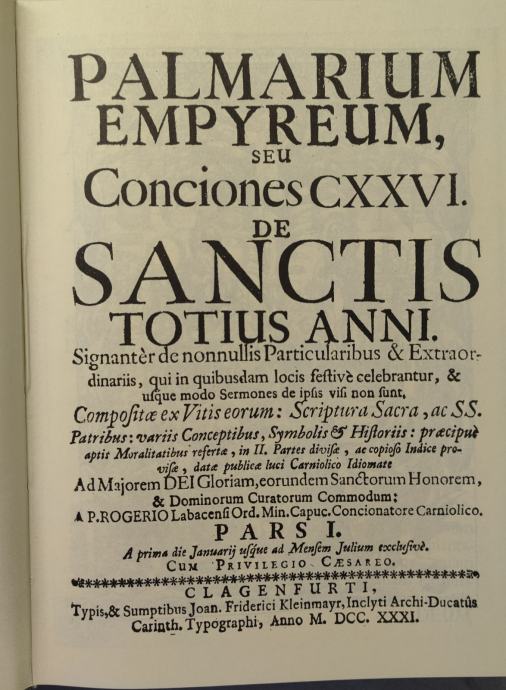 PALMARIUM
EMPYREUM,
SEU
Conciones CXXVI.
DE
SANCTIS
TOTIUS ANNI.
Signantèr de nonnullis Particularibus & Extraor-
dinariis, qui in quibusdam locis festivè celebrantur, &
usque modo Sermones de ipsis visi non sunt,
Compositæ ex Vitis eorum: Scriptura Sacra, ac SS.
Patribus: variis Conceptibus, Symbolis & Historiis: præcipuè
aptis Moralitatibus refertæ, in II. Partes divisæ, ac copioso Indice pro-
visæ, datæ publicæ luci Carniolico Idiomate
Ad Majorem DEI Gloriam, eorundem Sanctorum Honorem,
& Dominorum Curatorum Commodum:
A P. ROGERIO Labacensi Ord. Min. Capuc. Concionatore Carniolico.
PARS I.
A prima die Januarij usque ad Mensem Julium exclusivè.
CUM PRIVILEGIO CÆSAREO.
CLAGENFURTI,
Typis, & Sumptibus Joan. Friderici Kleinmayr, Inclyti Archi-Ducatûs
Carinth. Typographi, Anno M. DCC. XXXI.